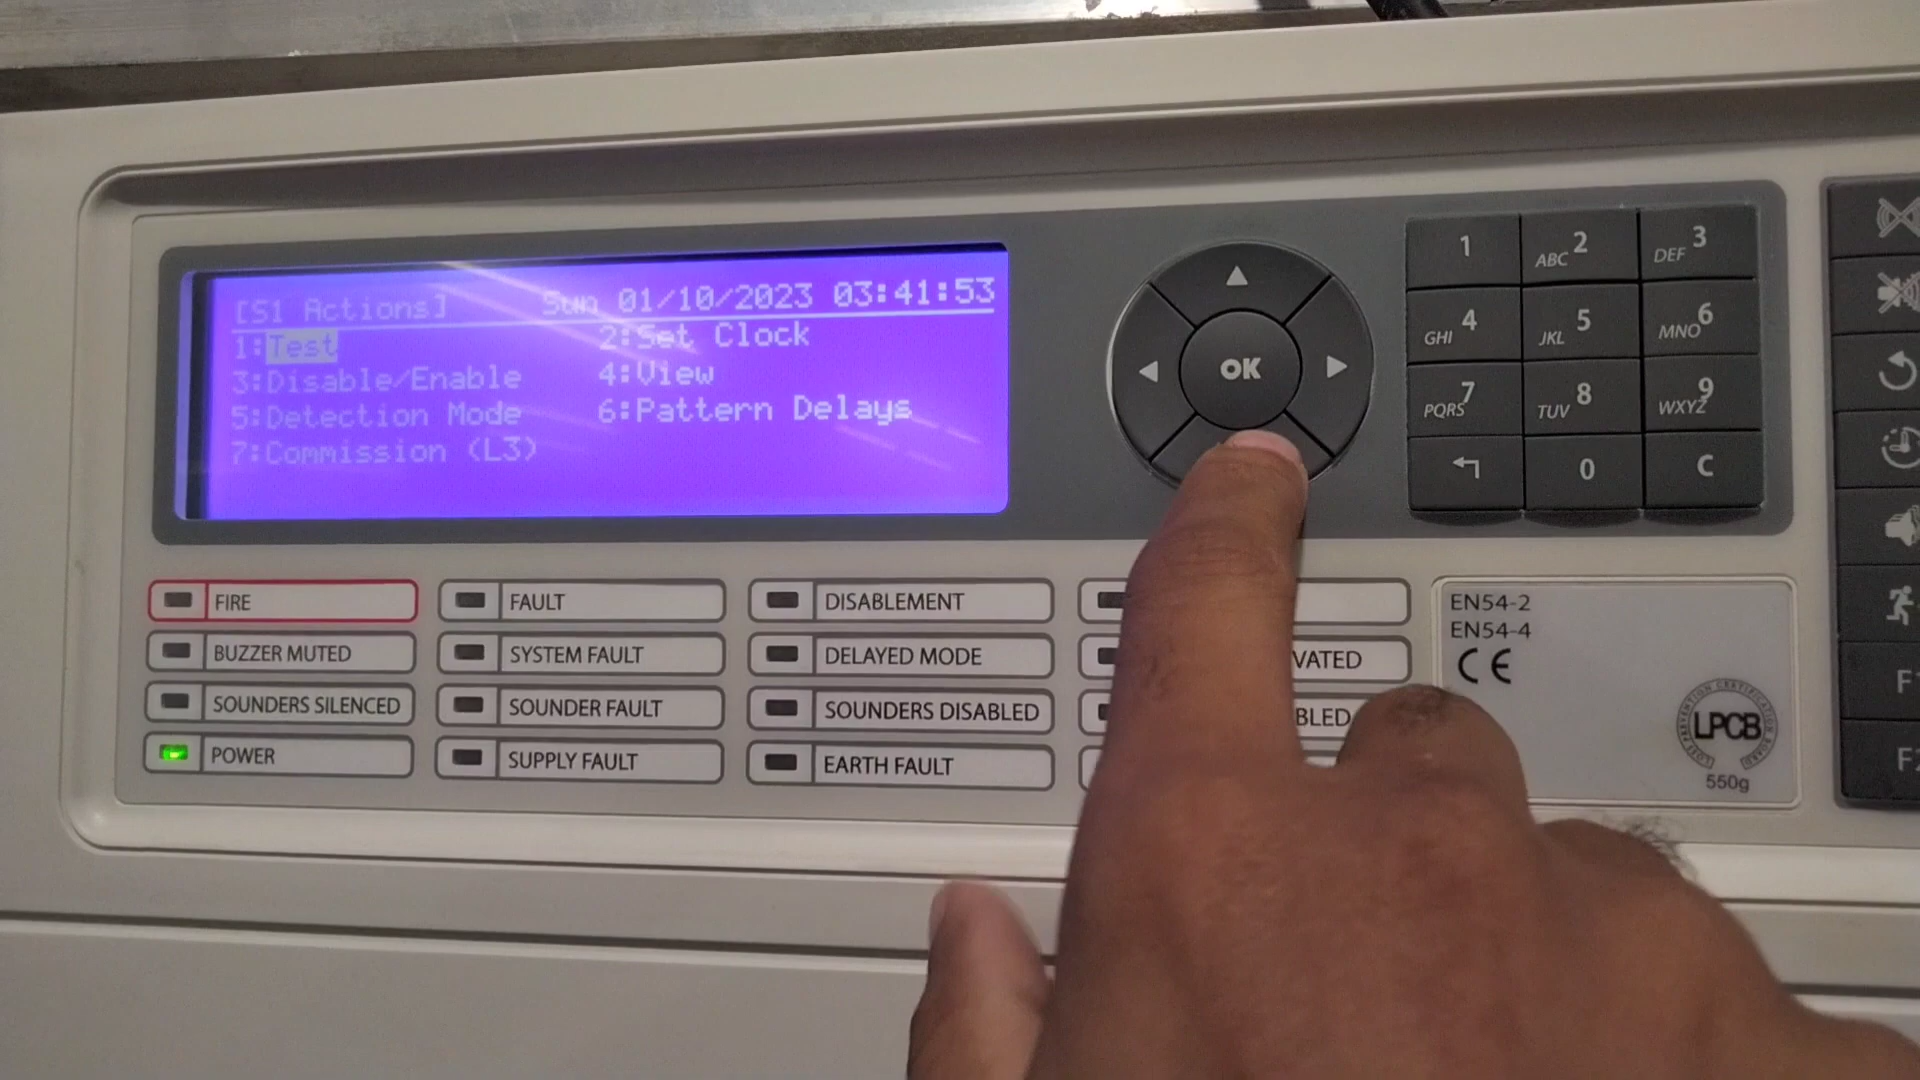 [S1 Actions] Sun 01/10/2023 03:41:53
1:Test 2:Set Clock
3:Disable/Enable 4:View
5:Detection Mode 6:Pattern Delays
7:Commission (L3)
OK
1 ABC 2 DEF 3
GHI 4 JKL 5 MNO 6
PQRS 7 TUV 8 WXYZ 9
0 C
FIRE FAULT DISABLEMENT
BUZZER MUTED SYSTEM FAULT DELAYED MODE VATED
SOUNDERS SILENCED SOUNDER FAULT SOUNDERS DISABLED BLED
POWER SUPPLY FAULT EARTH FAULT
EN54-2
EN54-4
CE
LOSS PREVENTION CERTIFICATION BOARD
LPCB
550g